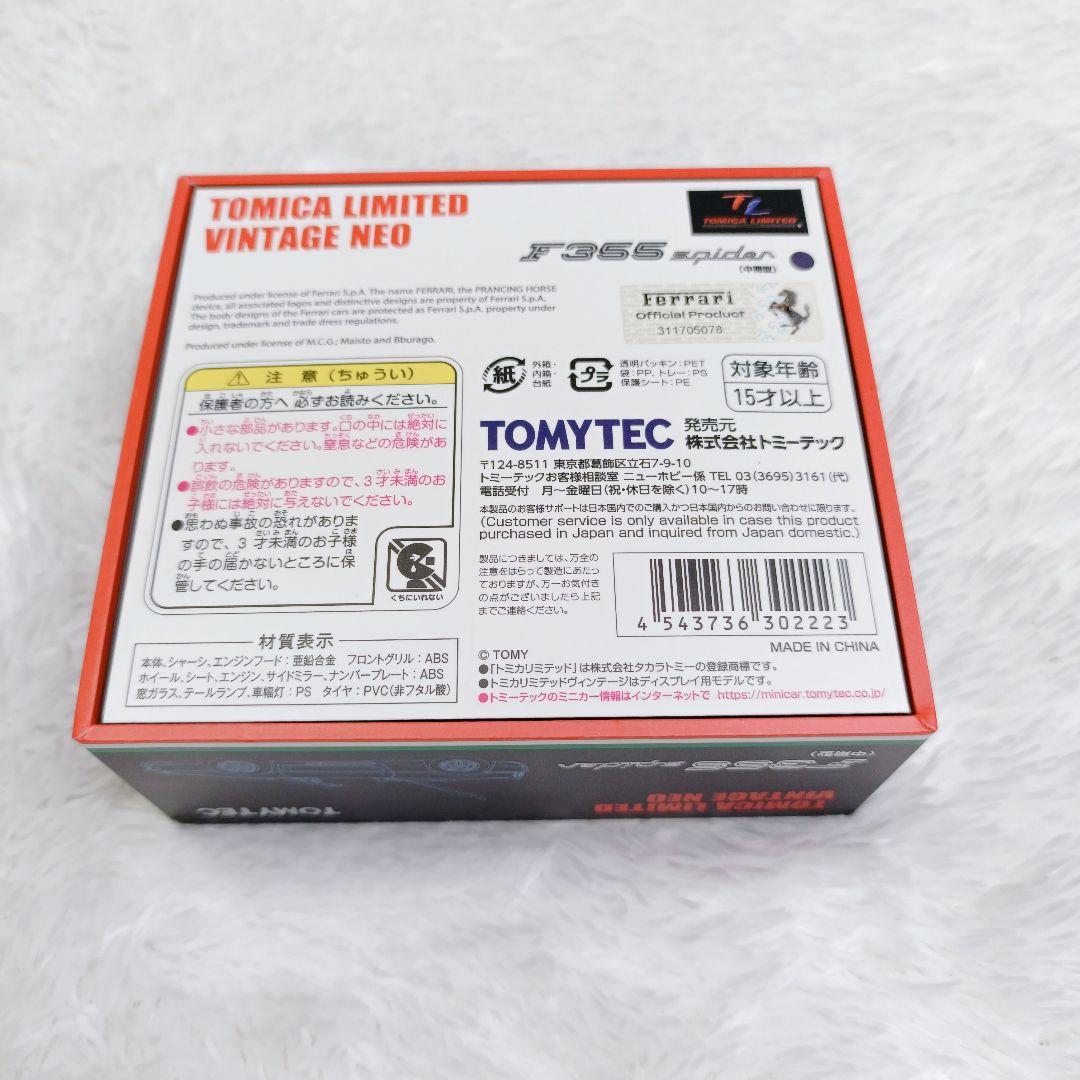 TOMICA LIMITED
VINTAGE NEO
TL
TOMICA LIMITED
F355 spider
(中期型)
Produced under license of Ferrari S.p.A. The name FERRARI, the PRANCING HORSE
device, all associated logos and distinctive designs are property of Ferrari S.p.A.
The body designs of the Ferrari cars are protected as Ferrari S.p.A. property under
design, trademark and trade dress regulations.
Produced under license of M.C.G.; Maisto and Bburago.
Ferrari
Official Product
311705078
注 意 (ちゅうい)
保護者の方へ 必ずお読みください。
●小さな部品があります。口の中には絶対に
入れないでください。窒息などの危険があ
ります。
●誤飲の危険がありますので、3才未満のお
子様には絶対に与えないでください。
●思わぬ事故の恐れがありま
すので、3才未満のお子様
の手の届かないところに保
管してください。
くちにいれない
紙
外箱・
内箱・
台紙
プラ
透明パッキン:PET
袋:PP、トレー:PS
保護シート:PE
対象年齢
15才以上
TOMYTEC
発売元
株式会社トミーテック
〒124-8511 東京都葛飾区立石7-9-10
トミーテックお客様相談室 ニューホビー係 TEL 03(3695)3161(代)
電話受付 月〜金曜日(祝・休日を除く)10〜17時
本製品のお客様サポートは日本国内でのご購入かつ日本国内からのお問い合わせに限ります。
(Customer service is only available in case this product
purchased in Japan and inquired from Japan domestic.)
製品につきましては、万全の
注意をはらって製造にあたっ
ておりますが、万一お気付き
の点がございましたら上記
までご連絡ください。
4 543736 302223
MADE IN CHINA
材質表示
本体、シャーシ、エンジンフード:亜鉛合金 フロントグリル:ABS
ホイール、シート、エンジン、サイドミラー、ナンバープレート:ABS
窓ガラス、テールランプ、車幅灯:PS タイヤ:PVC(非フタル酸)
© TOMY
●「トミカリミテッド」は株式会社タカラトミーの登録商標です。
●トミカリミテッドヴィンテージはディスプレイ用モデルです。
●トミーテックのミニカー情報はインターネットで https://minicar.tomytec.co.jp/
TOMYTEC
F355 spider
(中期型)
TOMICA LIMITED
VINTAGE NEO